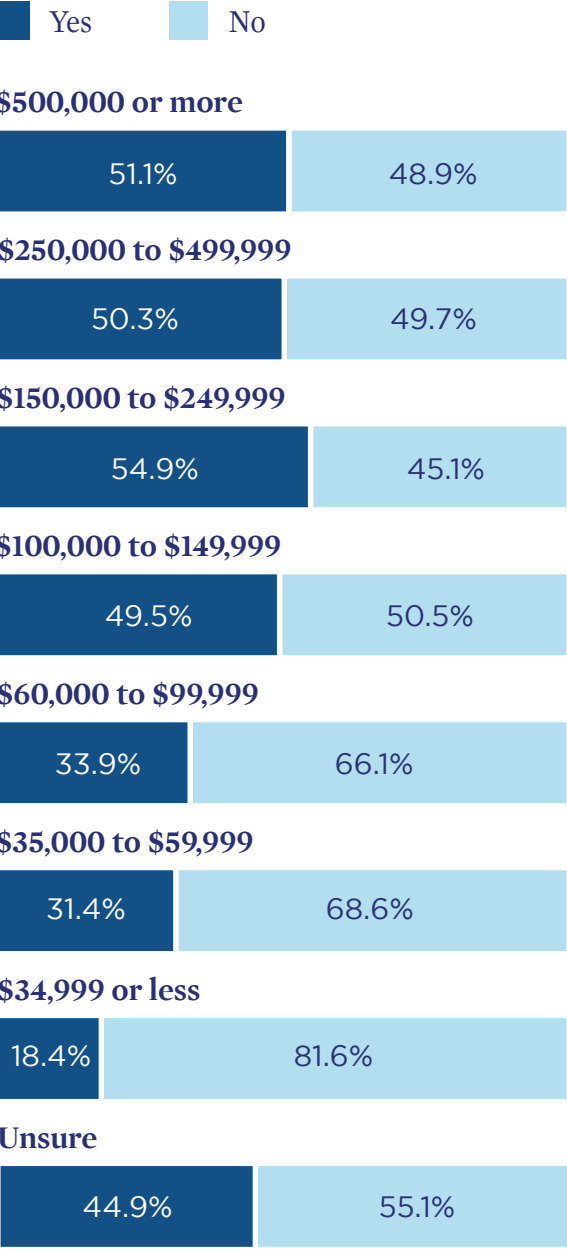 Yes No
$500,000 or more
51.1% 48.9%
$250,000 to $499,999
50.3% 49.7%
$150,000 to $249,999
54.9% 45.1%
$100,000 to $149,999
49.5% 50.5%
$60,000 to $99,999
33.9% 66.1%
$35,000 to $59,999
31.4% 68.6%
$34,999 or less
18.4% 81.6%
Unsure
44.9% 55.1%